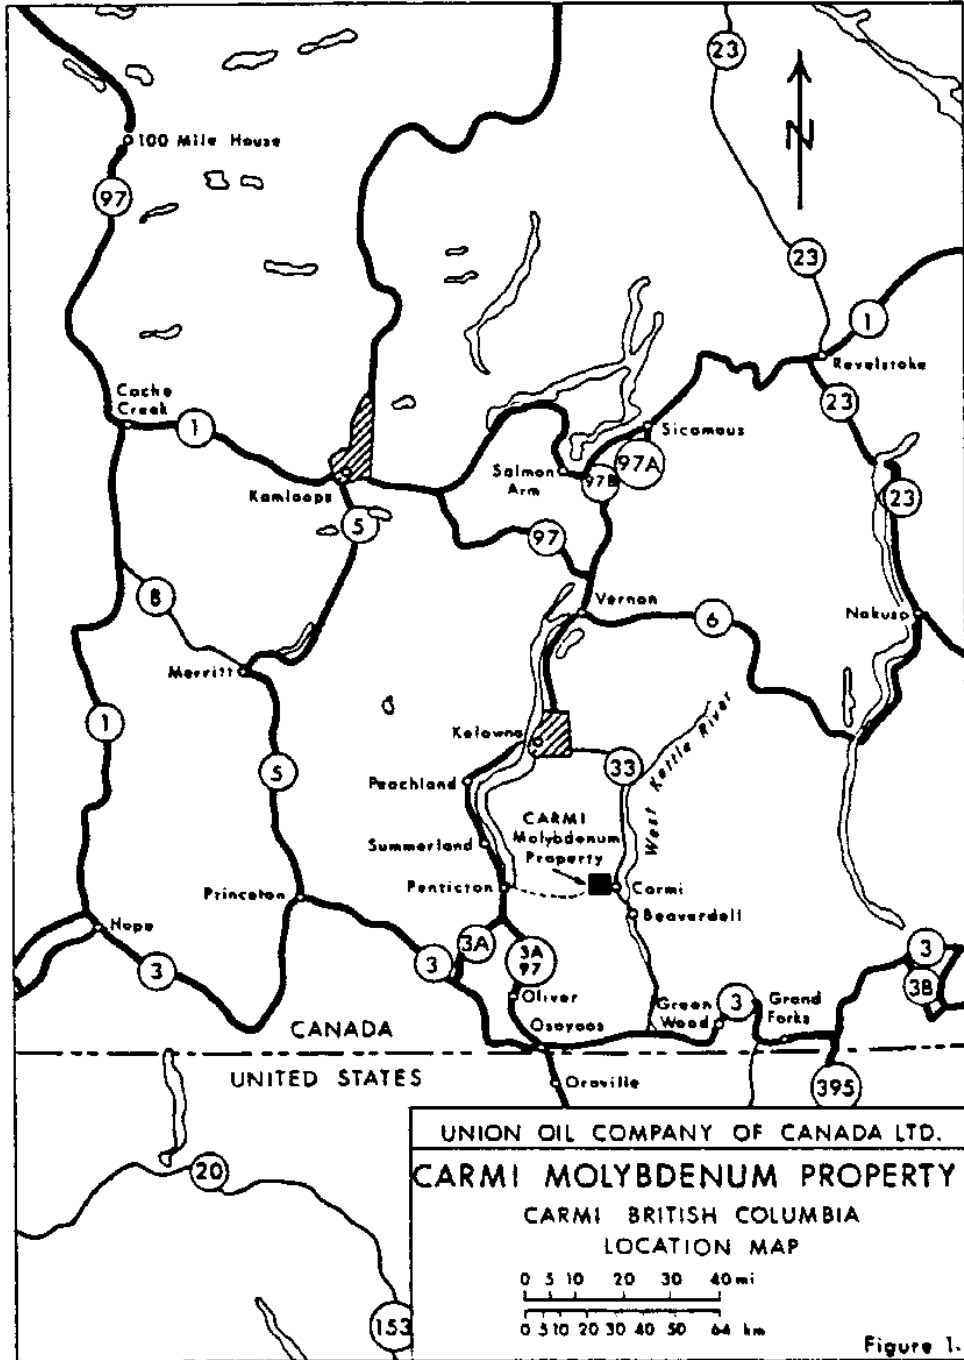 23
N
100 Mile House
97
23
1
Revelstoke
Cache
Creek
1
23
Sicamous
Salmon
Arm
97B
97A
Kamloops
5
97
23
8
Vernon
6
Nakusp
Merritt
1
5
Kelowna
33
West Kettle River
Peachland
CARMI
Molybdenum
Property
Summerland
Princeton
Penticton
Carmi
Beaverdell
Hope
3
3
3A
3A
97
3
3B
Oliver
Green
Wood
3
Grand
Forks
Osoyoos
CANADA
UNITED STATES
Oroville
395
20
153
UNION OIL COMPANY OF CANADA LTD.
CARMI MOLYBDENUM PROPERTY
CARMI BRITISH COLUMBIA
LOCATION MAP
0 5 10 20 30 40 mi
0 5 10 20 30 40 50 64 km
Figure 1.